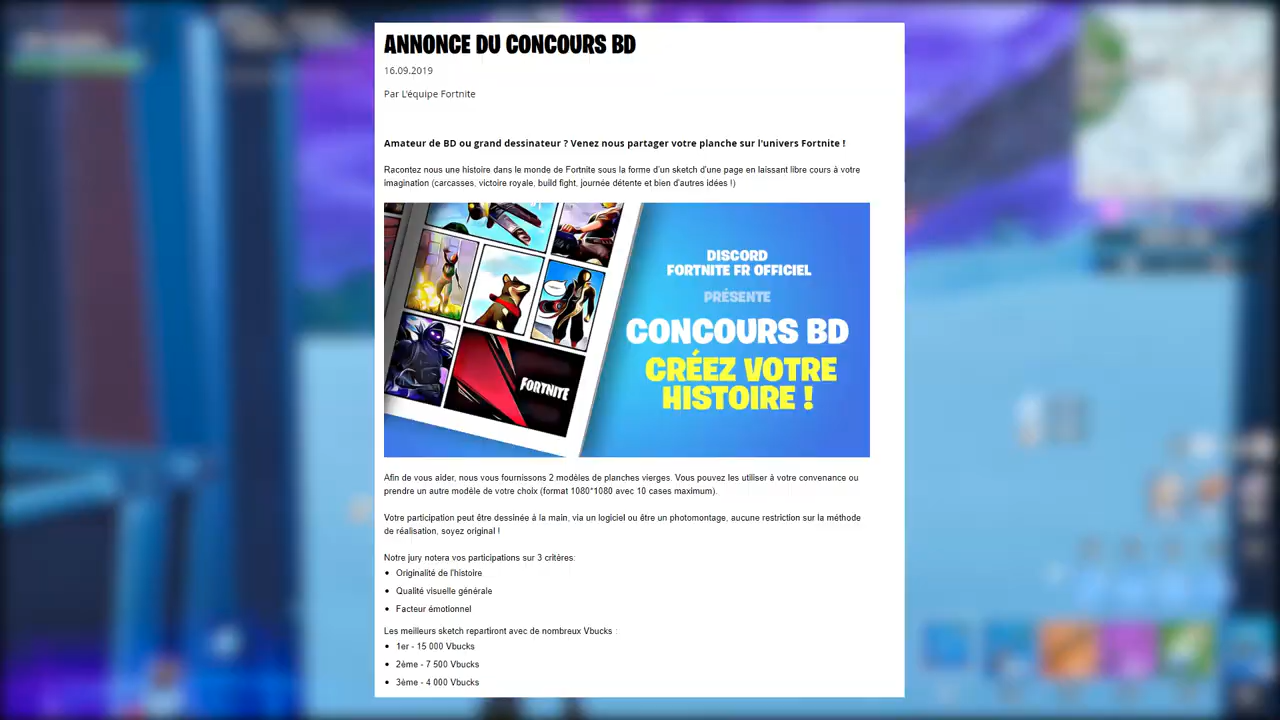 ANNONCE DU CONCOURS BD
16.09.2019
Par L'équipe Fortnite
Amateur de BD ou grand dessinateur ? Venez nous partager votre planche sur l'univers Fortnite !
Racontez nous une histoire dans le monde de Fortnite sous la forme d'un sketch d'une page en laissant libre cours à votre
imagination (carcasses, victoire royale, build fight, journée détente et bien d'autres idées !)
DISCORD
FORTNITE FR OFFICIEL
PRÉSENTE
CONCOURS BD
CRÉEZ VOTRE
HISTOIRE !
FORTNITE
Afin de vous aider, nous vous fournissons 2 modèles de planches vierges. Vous pouvez les utiliser à votre convenance ou
prendre un autre modèle de votre choix (format 1080*1080 avec 10 cases maximum).
Votre participation peut être dessinée à la main, via un logiciel ou être un photomontage, aucune restriction sur la méthode
de réalisation, soyez original !
Notre jury notera vos participations sur 3 critères:
• Originalité de l'histoire
• Qualité visuelle générale
• Facteur émotionnel
Les meilleurs sketch repartiront avec de nombreux Vbucks :
• 1er - 15 000 Vbucks
• 2ème - 7 500 Vbucks
• 3ème - 4 000 Vbucks